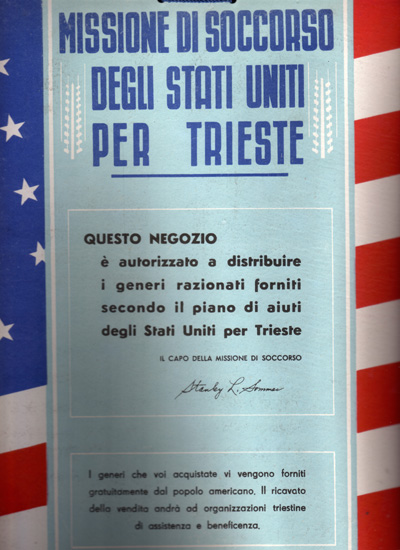 MISSIONE DI SOCCORSO
DEGLI STATI UNITI
PER TRIESTE
QUESTO NEGOZIO
è autorizzato a distribuire
i generi razionati forniti
secondo il piano di aiuti
degli Stati Uniti per Trieste
IL CAPO DELLA MISSIONE DI SOCCORSO
Stanley L. Sommer
I generi che voi acquistate vi vengono forniti
gratuitamente dal popolo americano. Il ricavato
della vendita andrà ad organizzazioni triestine
di assistenza e beneficenza.